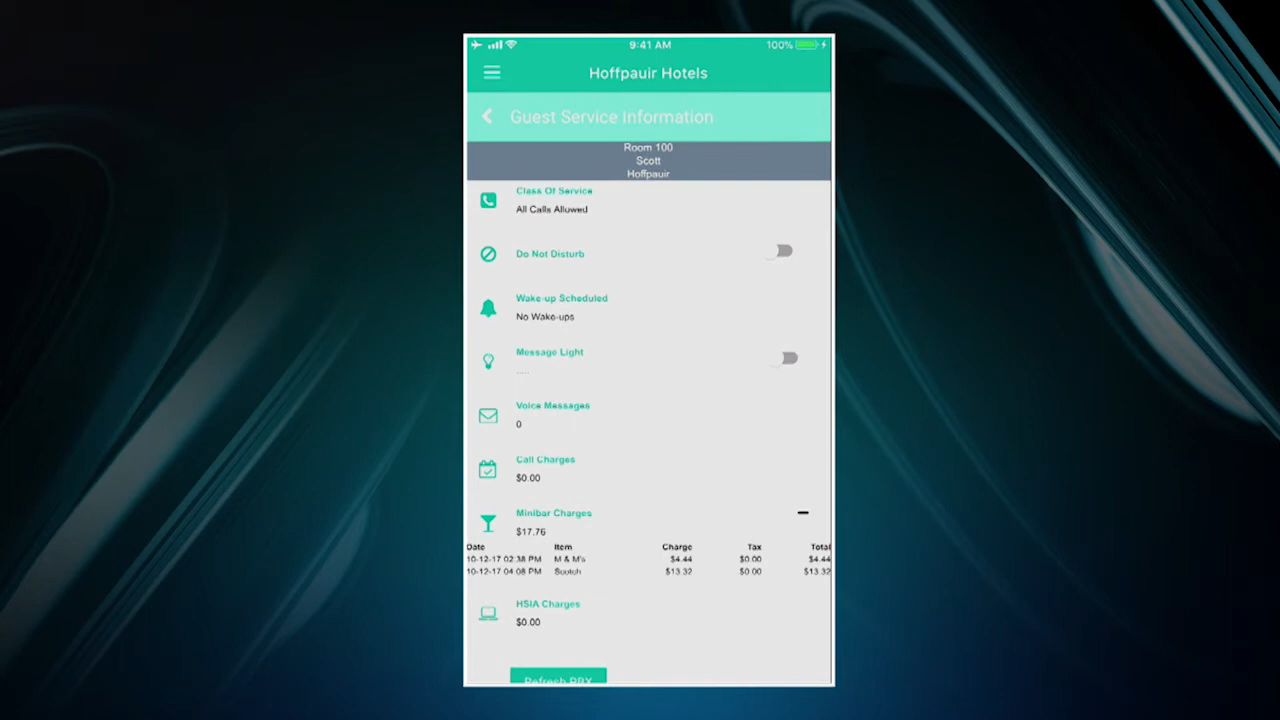 9:41 AM
100%
Hoffpauir Hotels
Guest Service Information
Room 100
Scott
Hoffpauir
Class Of Service
All Calls Allowed
Do Not Disturb
Wake-up Scheduled
No Wake-ups
Message Light
....
Voice Messages
0
Call Charges
$0.00
Minibar Charges
$17.76
Date Item Charge Tax Total
10-12-17 02:38 PM M & M's $4.44 $0.00 $4.44
10-12-17 04:08 PM Scotch $13.32 $0.00 $13.32
HSIA Charges
$0.00
Refresh PBX